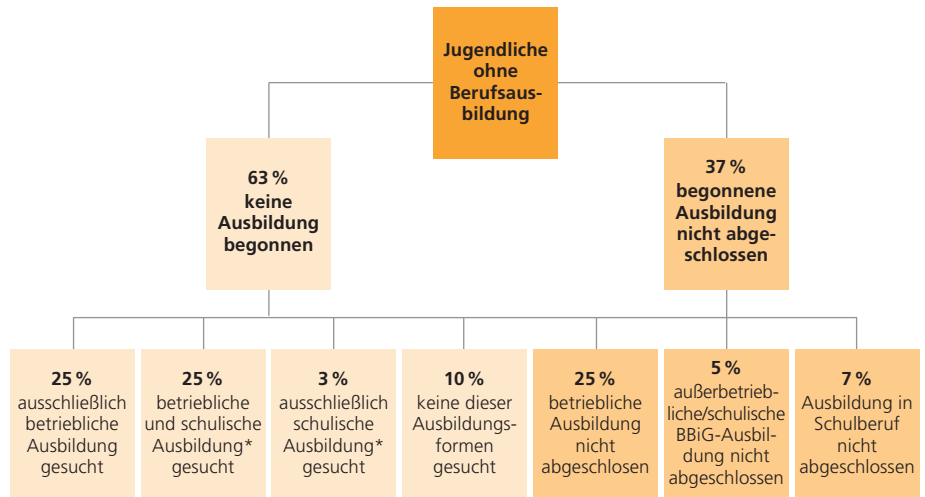 Jugendliche
ohne
Berufsaus-
bildung
63 %
keine
Ausbildung
begonnen
37 %
begonnene
Ausbildung
nicht abge-
schlossen
25 %
ausschließlich
betriebliche
Ausbildung
gesucht
25 %
betriebliche
und schulische
Ausbildung*
gesucht
3 %
ausschließlich
schulische
Ausbildung*
gesucht
10 %
keine dieser
Ausbildungs-
formen
gesucht
25 %
betriebliche
Ausbildung
nicht
abgeschlosen
5 %
außerbetrieb-
liche/schulische
BBiG-Ausbil-
dung nicht
abgeschlossen
7 %
Ausbildung in
Schulberuf
nicht
abgeschlossen